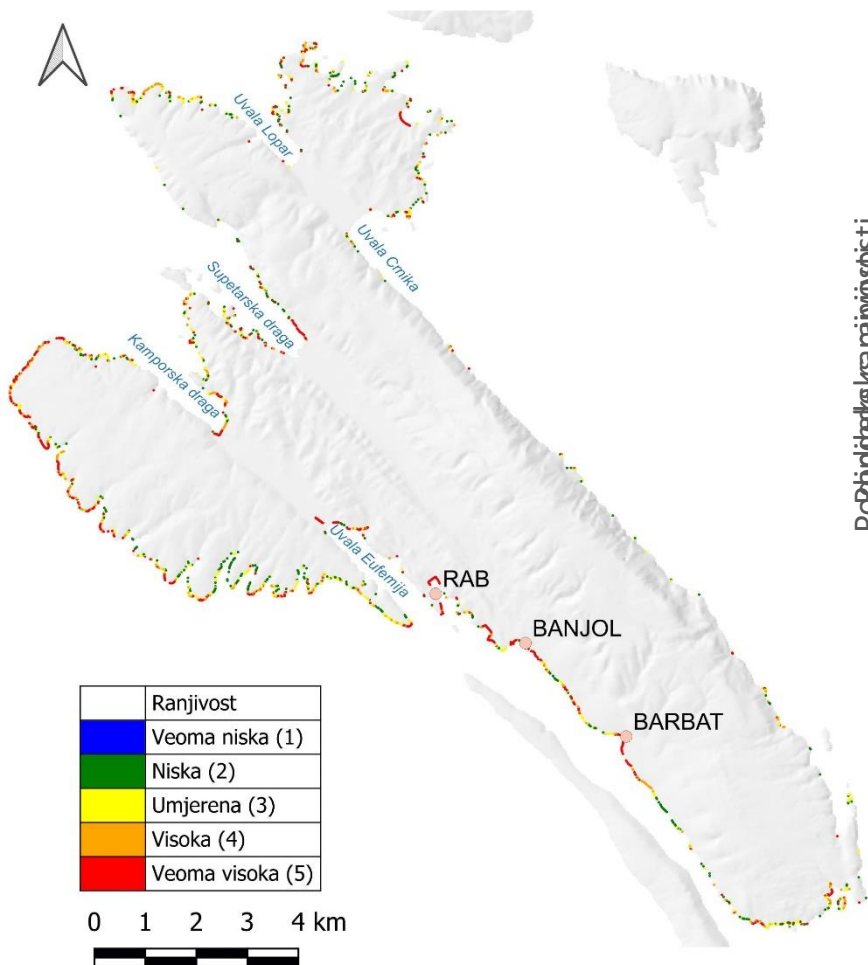 Uvala Lopar
Uvala Crnika
Supetarska draga
Kamporska draga
Uvala Eufemija
RAB
BANJOL
BARBAT
Ranjivost
Veoma niska (1)
Niska (2)
Umjerena (3)
Visoka (4)
Veoma visoka (5)
0 1 2 3 4 km